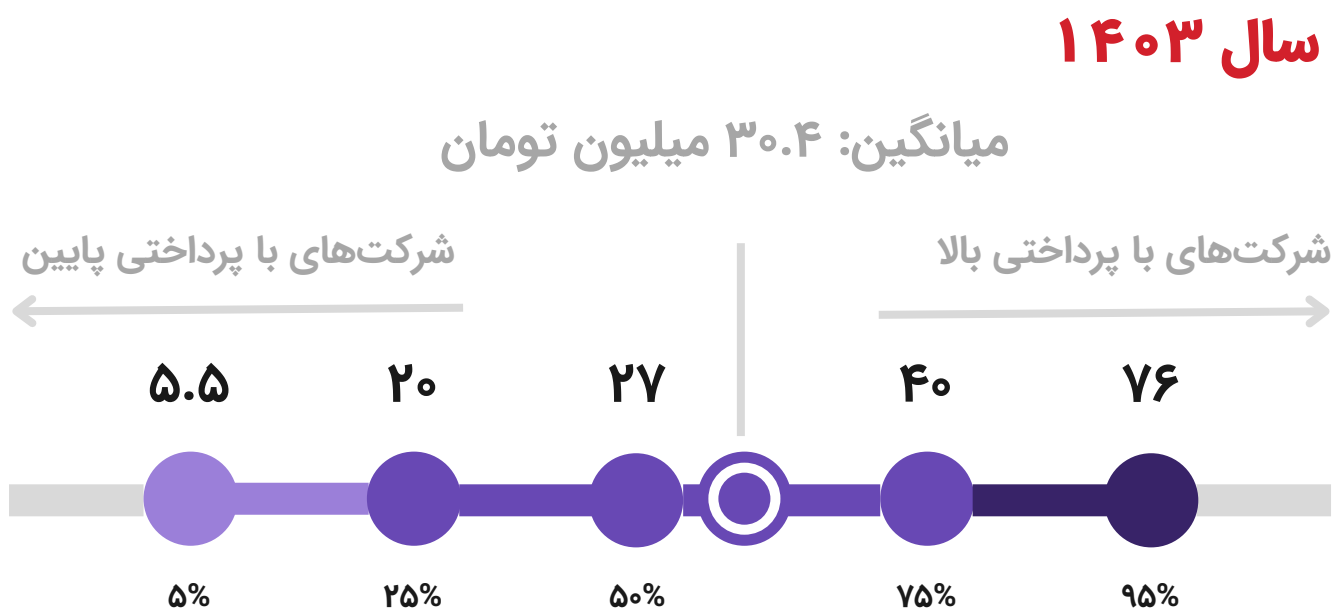 سال ۱۴۰۳
میانگین: ۳۰.۴ میلیون تومان
شرکت‌های با پرداختی بالا
شرکت‌های با پرداختی پایین
۵.۵ ۲۰ ۲۷ ۴۰ ۷۶
۵% ۲۵% ۵۰% ۷۵% ۹۵%